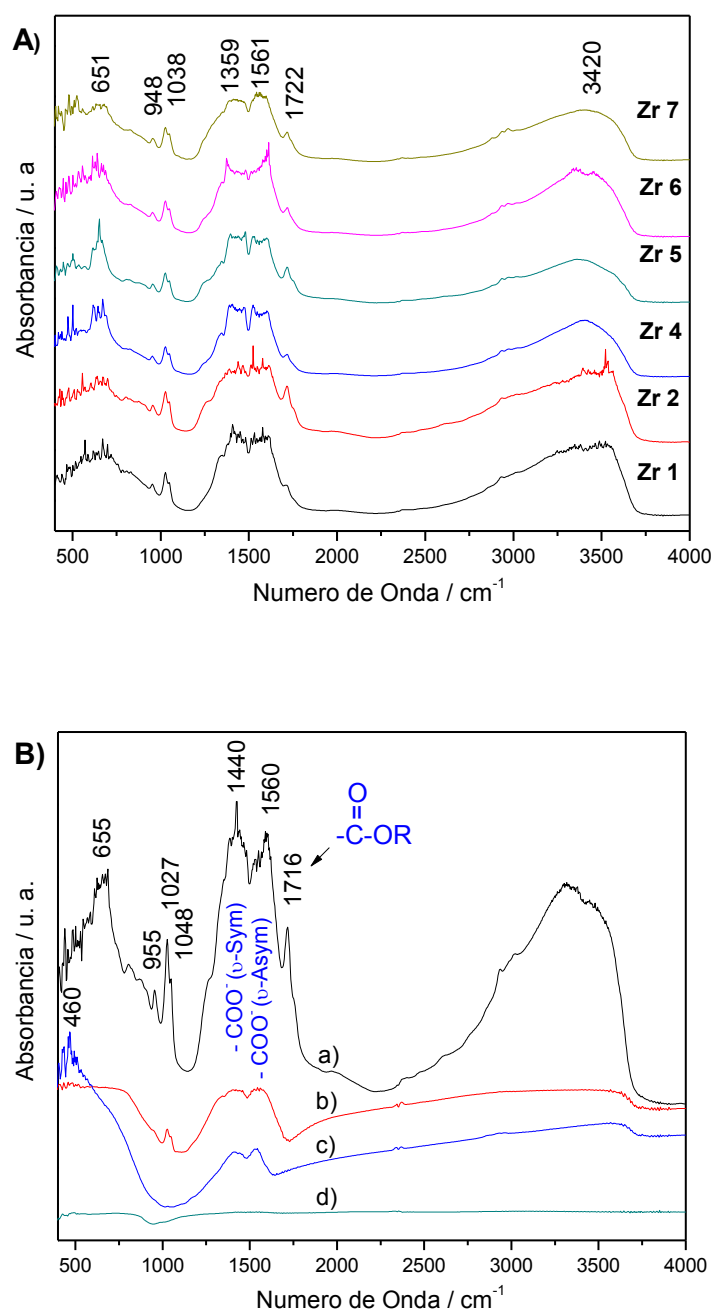 A)
651
948
1038
1359
1561
1722
3420
Zr 7
Zr 6
Zr 5
Zr 4
Zr 2
Zr 1
Absorbancia / u. a
500 1000 1500 2000 2500 3000 3500 4000
Numero de Onda / cm⁻¹
B)
460
655
955
1027
1048
1440
1560
1716
O
-C-OR
- COO⁻ (υ-Sym)
- COO⁻ (υ-Asym)
a)
b)
c)
d)
Absorbancia / u. a.
500 1000 1500 2000 2500 3000 3500 4000
Numero de Onda / cm⁻¹